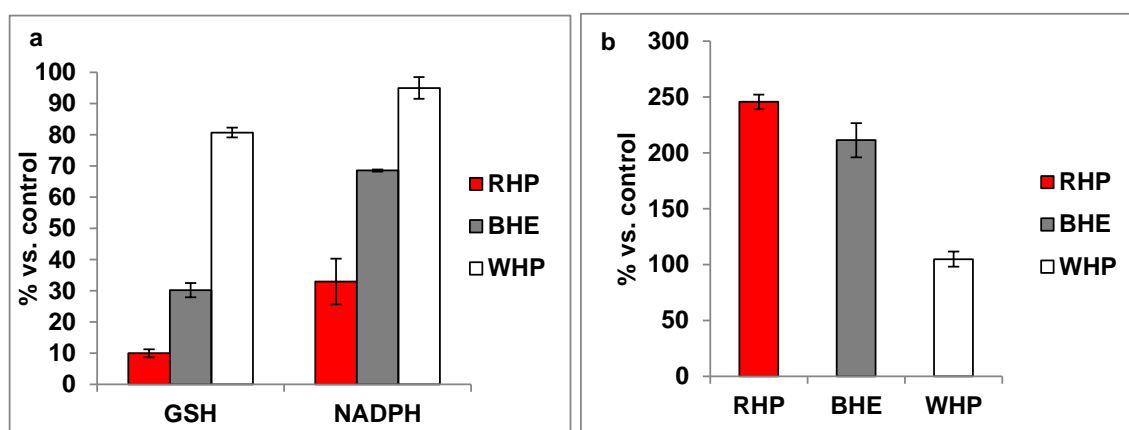 a
% vs. control
100
90
80
70
60
50
40
30
20
10
0
GSH NADPH
RHP
BHE
WHP
b
% vs. control
300
250
200
150
100
50
0
RHP BHE WHP
RHP
BHE
WHP